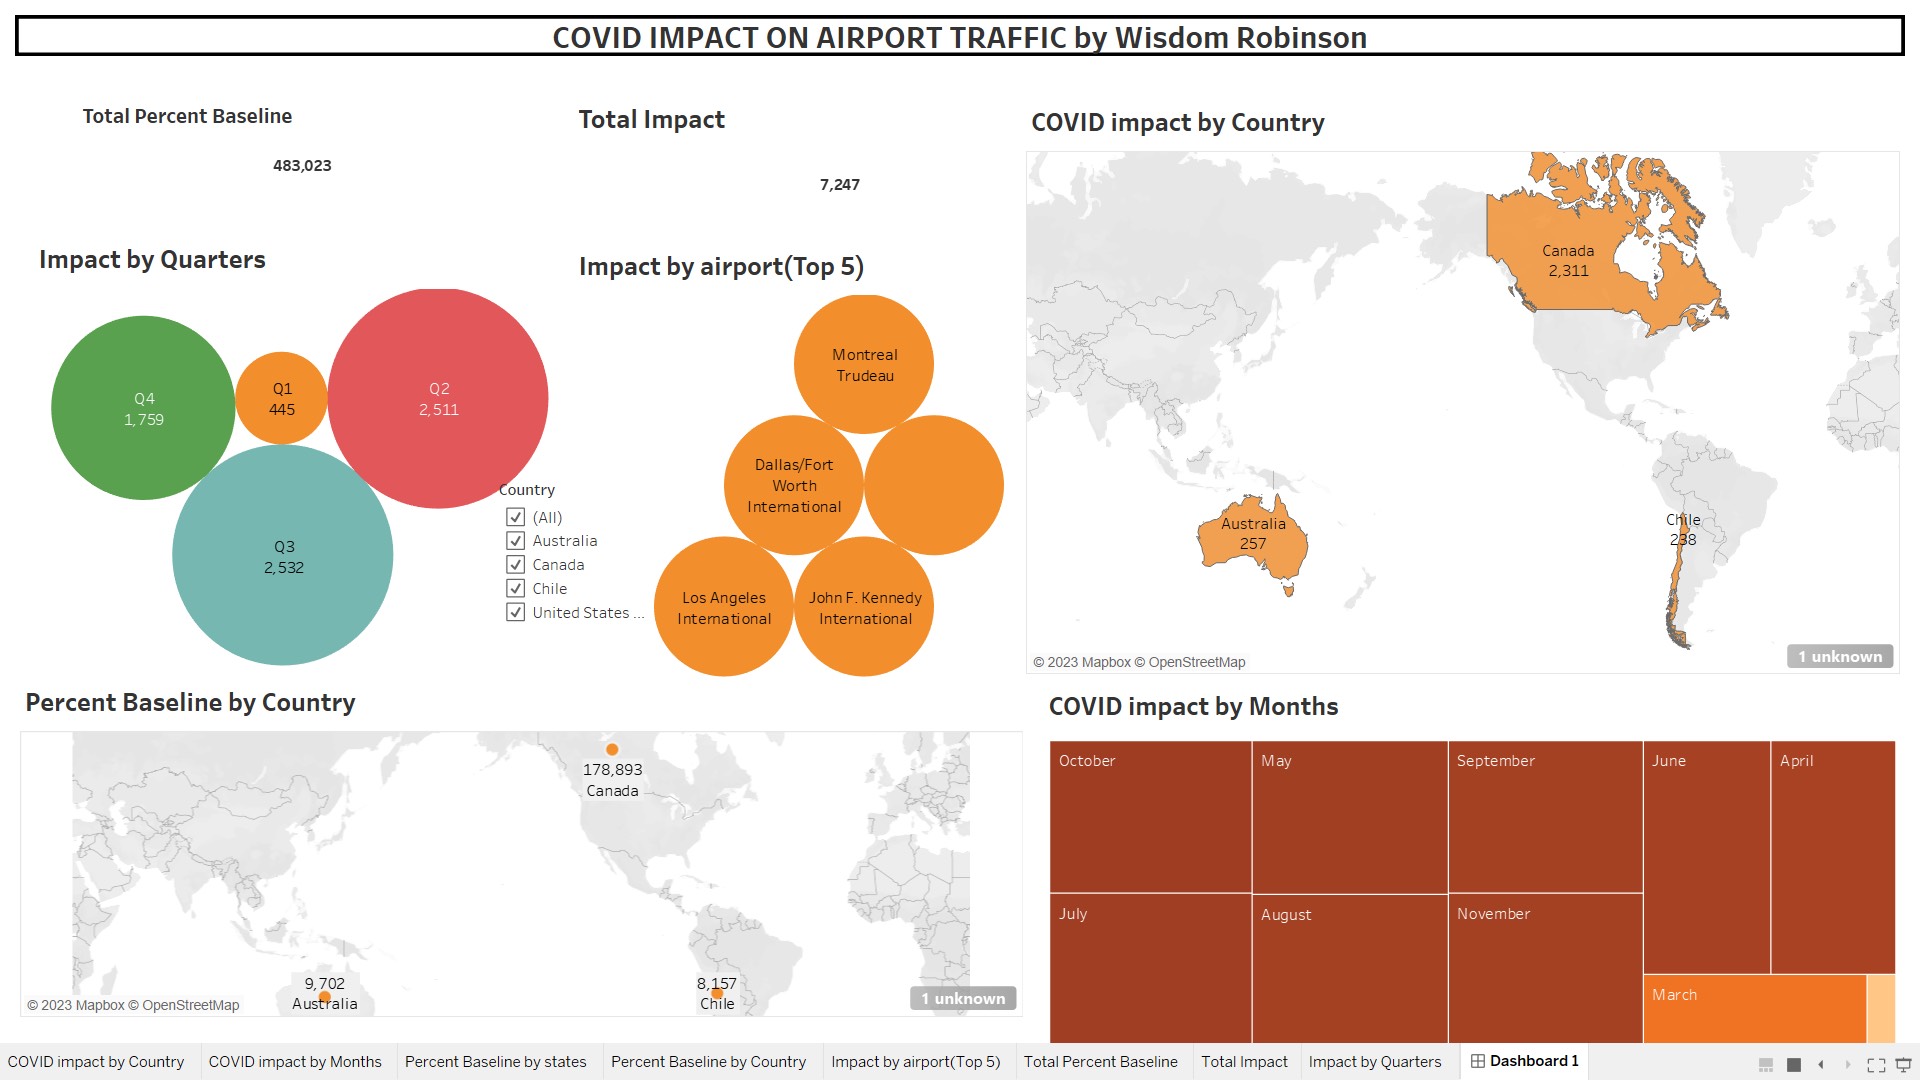 COVID IMPACT ON AIRPORT TRAFFIC by Wisdom Robinson
Total Percent Baseline
483,023
Total Impact
7,247
COVID impact by Country
Canada
2,311
Australia
257
Chile
238
© 2023 Mapbox © OpenStreetMap
1 unknown
Impact by Quarters
Q4
1,759
Q1
445
Q2
2,511
Q3
2,532
Country
(All)
Australia
Canada
Chile
United States ...
Impact by airport(Top 5)
Montreal
Trudeau
Dallas/Fort
Worth
International
Los Angeles
International
John F. Kennedy
International
Percent Baseline by Country
178,893
Canada
9,702
Australia
8,157
Chile
© 2023 Mapbox © OpenStreetMap
1 unknown
COVID impact by Months
October
May
September
June
April
July
August
November
March
COVID impact by Country
COVID impact by Months
Percent Baseline by states
Percent Baseline by Country
Impact by airport(Top 5)
Total Percent Baseline
Total Impact
Impact by Quarters
Dashboard 1